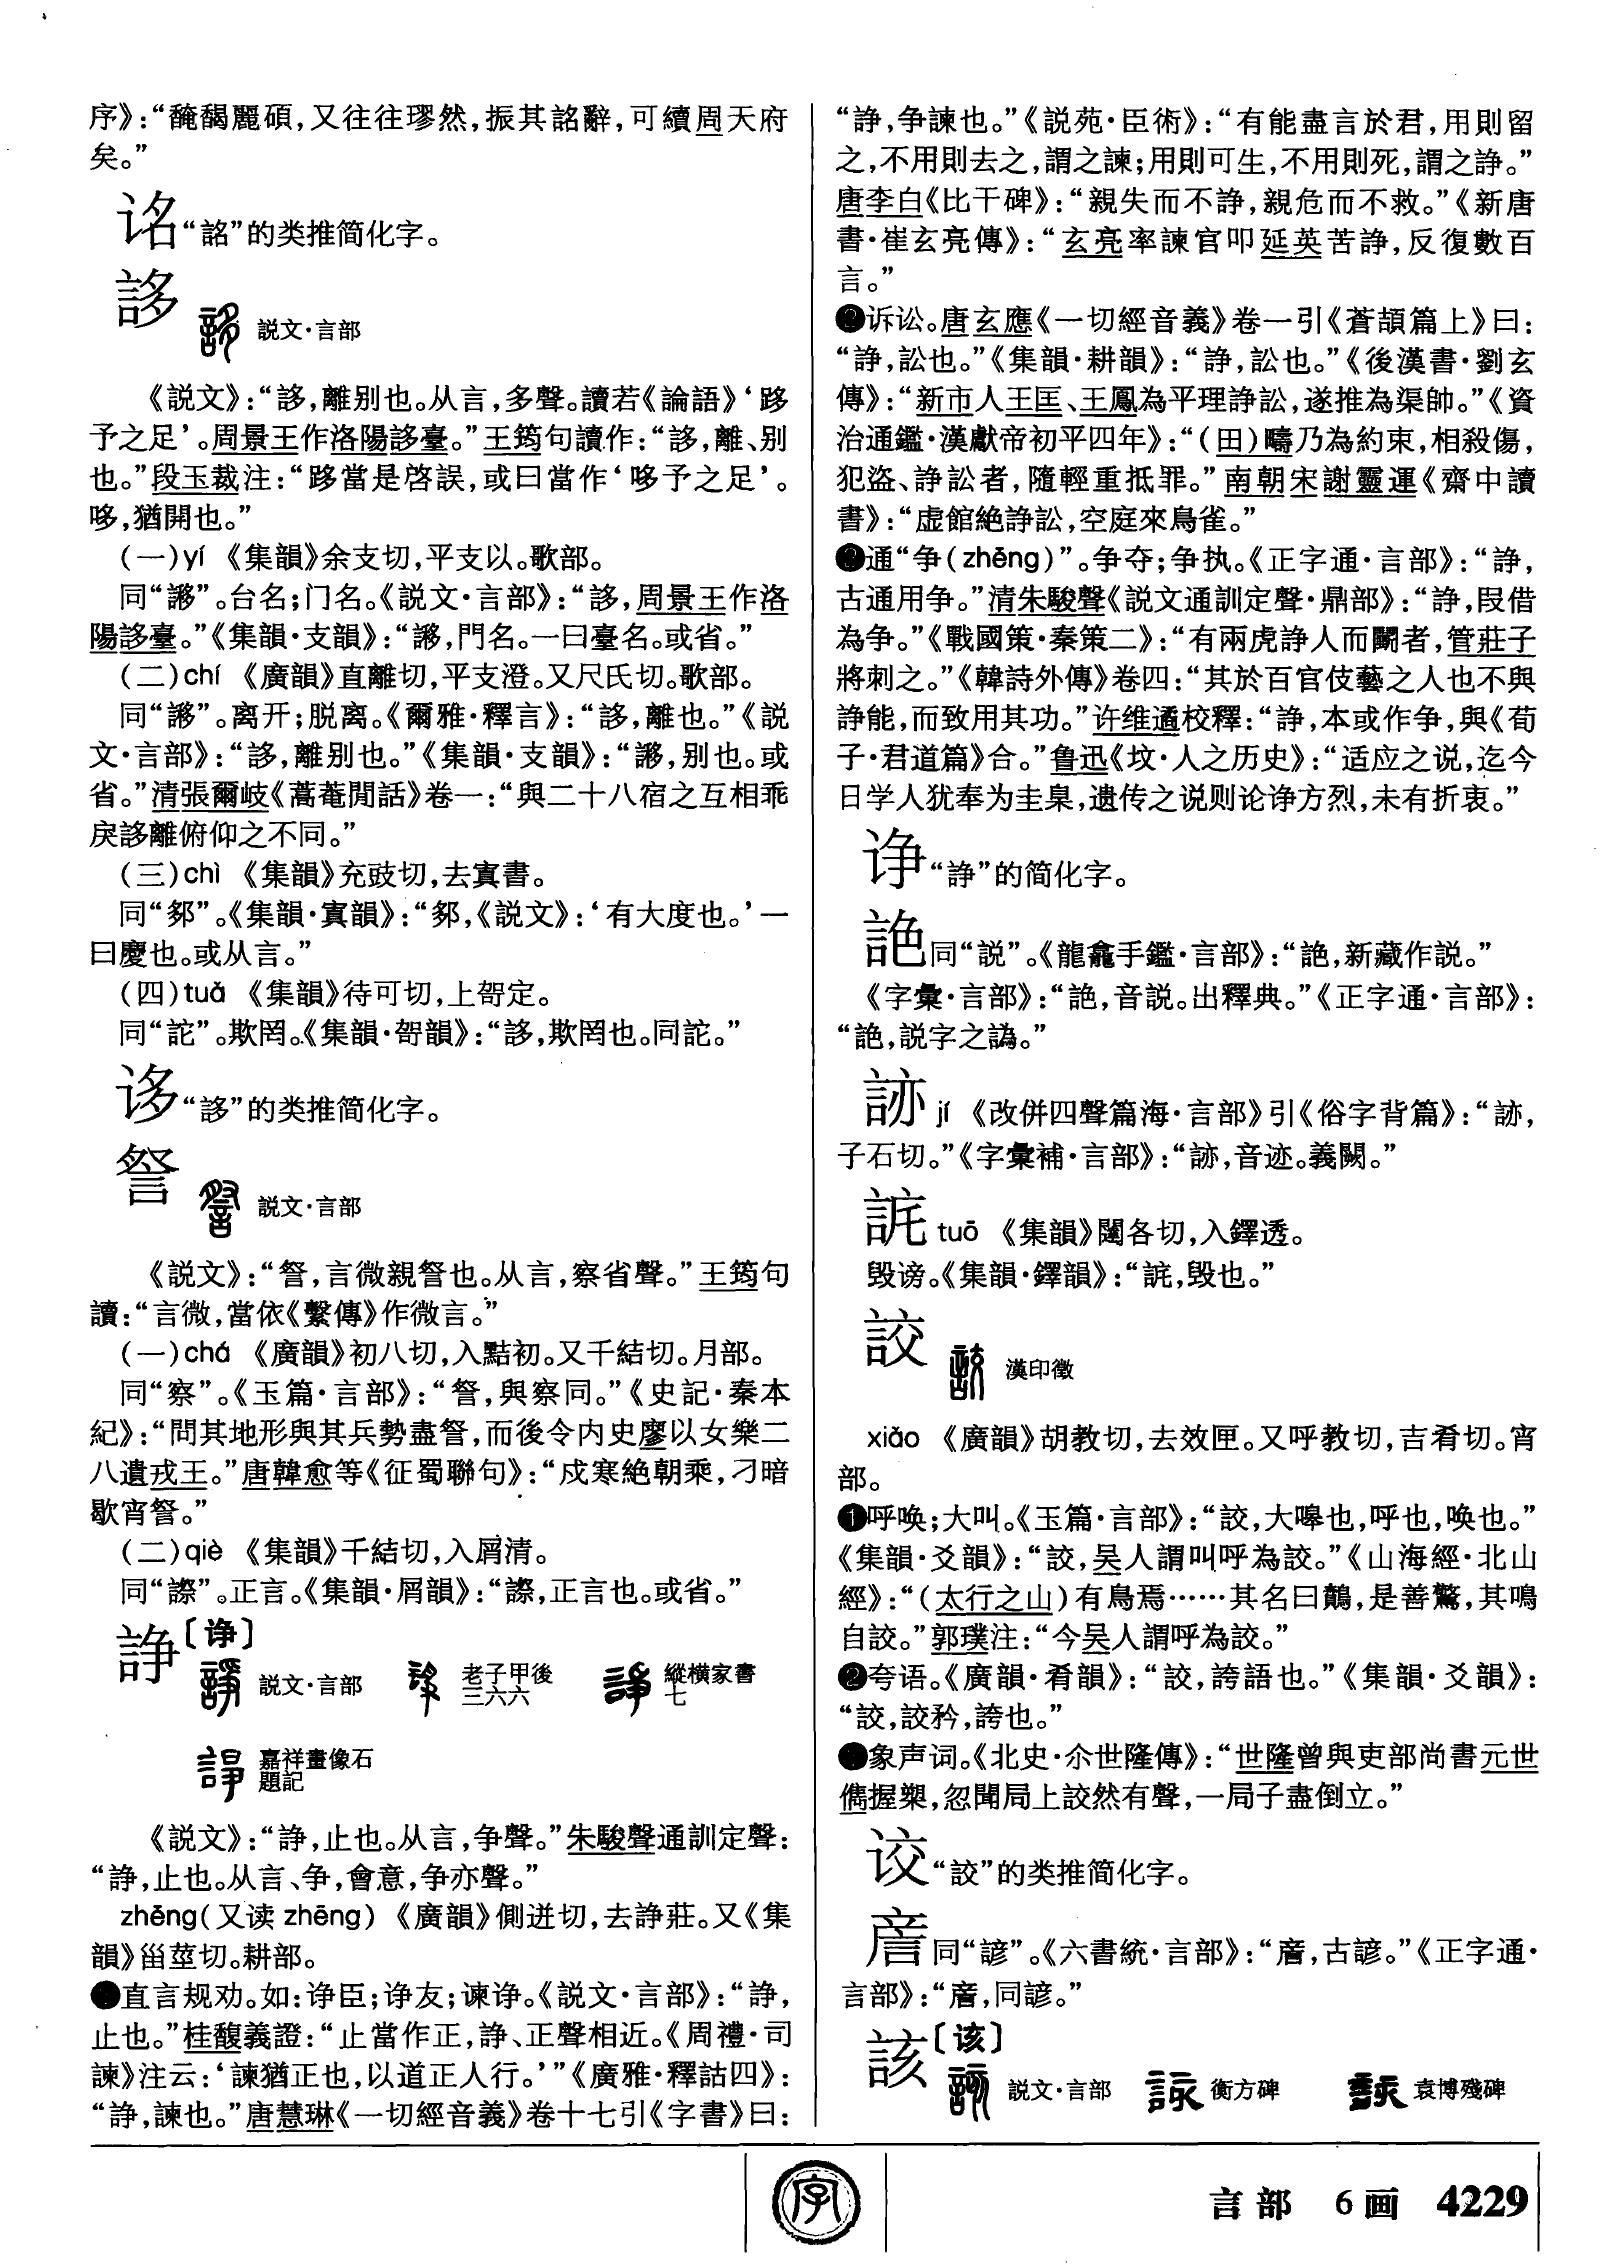 序》：“馣馤麗碩，又往往璆然，振其詺辭，可續周天府
矣。”
𰵧“詺”的类推简化字。
誃
説文·言部
《説文》：“誃，離别也。从言，多聲。讀若《論語》‘跢
予之足’。周景王作洛陽誃臺。”王筠句讀作：“誃，離、别
也。”段玉裁注：“跢當是啓誤，或曰當作‘哆予之足’。
哆，猶開也。”
（一）yí 《集韻》余支切，平支以。歌部。
同“謻”。台名；门名。《説文·言部》：“誃，周景王作洛
陽誃臺。”《集韻·支韻》：“謻，門名。一曰臺名。或省。”
（二）chí 《廣韻》直離切，平支澄。又尺氏切。歌部。
同“謻”。离开；脱离。《爾雅·釋言》：“誃，離也。”《説
文·言部》：“誃，離别也。”《集韻·支韻》：“謻，别也。或
省。”清張爾岐《蒿菴閒話》卷一：“與二十八宿之互相乖
戾誃離俯仰之不同。”
（三）chì 《集韻》充豉切，去寘書。
同“𨚵”。《集韻·寘韻》：“𨚵，《説文》：‘有大度也。’一
曰慶也。或从言。”
（四）tuǎ 《集韻》待可切，上哿定。
同“詑”。欺罔。《集韻·哿韻》：“誃，欺罔也。同詑。”
𰵩“誃”的类推简化字。
詧
説文·言部
《説文》：“詧，言微親詧也。从言，察省聲。”王筠句
讀：“言微，當依《繫傳》作微言。”
（一）chá 《廣韻》初八切，入黠初。又千結切。月部。
同“察”。《玉篇·言部》：“詧，與察同。”《史記·秦本
紀》：“問其地形與其兵勢盡詧，而後令内史廖以女樂二
八遺戎王。”唐韓愈等《征蜀聯句》：“戍寒絶朝乘，刁暗
歇宵詧。”
（二）qiè 《集韻》千結切，入屑清。
同“䜁”。正言。《集韻·屑韻》：“䜁，正言也。或省。”
諍〔诤〕
説文·言部 老子甲後三六六 縱横家書七
嘉祥畫像石題記
《説文》：“諍，止也。从言，争聲。”朱駿聲通訓定聲：
“諍，止也。从言、争，會意，争亦聲。”
zhěng（又读 zhēng） 《廣韻》側迸切，去諍莊。又《集
韻》甾莖切。耕部。
❶直言规劝。如：诤臣；诤友；谏诤。《説文·言部》：“諍，
止也。”桂馥義證：“止當作正，諍、正聲相近。《周禮·司
諫》注云：‘諫猶正也，以道正人行。’”《廣雅·釋詁四》：
“諍，諫也。”唐慧琳《一切經音義》卷十七引《字書》曰：
“諍，争諫也。”《説苑·臣術》：“有能盡言於君，用則留
之，不用則去之，謂之諫；用則可生，不用則死，謂之諍。”
唐李白《比干碑》：“親失而不諍，親危而不救。”《新唐
書·崔玄亮傳》：“玄亮率諫官叩延英苦諍，反復數百
言。”
❷诉讼。唐玄應《一切經音義》卷一引《蒼頡篇上》曰：
“諍，訟也。”《集韻·耕韻》：“諍，訟也。”《後漢書·劉玄
傳》：“新市人王匡、王鳳為平理諍訟，遂推為渠帥。”《資
治通鑑·漢獻帝初平四年》：“（田）疇乃為約束，相殺傷，
犯盗、諍訟者，隨輕重抵罪。”南朝宋謝靈運《齋中讀
書》：“虚館絶諍訟，空庭來鳥雀。”
❸通“争（zhēng）”。争夺；争执。《正字通·言部》：“諍，
古通用争。”清朱駿聲《説文通訓定聲·鼎部》：“諍，叚借
為争。”《戰國策·秦策二》：“有兩虎諍人而鬭者，管莊子
將刺之。”《韓詩外傳》卷四：“其於百官伎藝之人也不與
諍能，而致用其功。”许维遹校釋：“諍，本或作争，與《荀
子·君道篇》合。”鲁迅《坟·人之历史》：“适应之说，迄今
日学人犹奉为圭臬，遗传之说则论诤方烈，未有折衷。”
诤“諍”的简化字。
䛖同“説”。《龍龕手鑑·言部》：“䛖，新藏作説。”
《字彙·言部》：“䛖，音説。出釋典。”《正字通·言部》：
“䛖，説字之譌。”
𧧒jí 《改併四聲篇海·言部》引《俗字背篇》：“𧧒，
子石切。”《字彙補·言部》：“𧧒，音迹。義闕。”
tuō 《集韻》闥各切，入鐸透。
毁谤。《集韻·鐸韻》：“，毁也。”
詨
漢印徵
xiào 《廣韻》胡教切，去效匣。又呼教切，吉肴切。宵
部。
❶呼唤；大叫。《玉篇·言部》：“詨，大嘷也，呼也，唤也。”
《集韻·爻韻》：“詨，吴人謂叫呼為詨。”《山海經·北山
經》：“（太行之山）有鳥焉……其名曰鷾，是善驚，其鳴
自詨。”郭璞注：“今吴人謂呼為詨。”
❷夸语。《廣韻·肴韻》：“詨，誇語也。”《集韻·爻韻》：
“詨，詨矜，誇也。”
❸象声词。《北史·尒世隆傳》：“世隆曾與吏部尚書元世
儁握槊，忽聞局上詨然有聲，一局子盡倒立。”
𰵨“詨”的类推简化字。
𧧝同“諺”。《六書統·言部》：“𧧝，古諺。”《正字通·
言部》：“𧧝，同諺。”
該〔该〕
説文·言部 衡方碑 袁博殘碑
字
言部 6画 4229